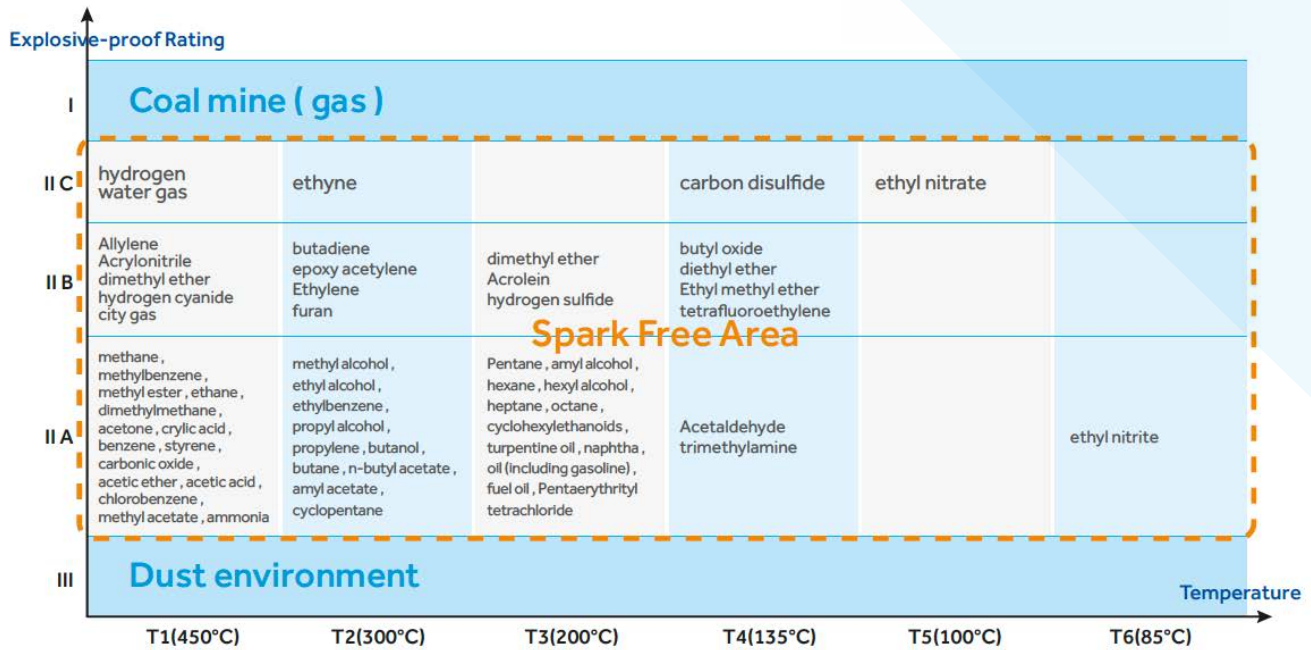 Explosive-proof Rating
I
Coal mine ( gas )
II C
hydrogen
water gas
ethyne
carbon disulfide
ethyl nitrate
II B
Allylene
Acrylonitrile
dimethyl ether
hydrogen cyanide
city gas
butadiene
epoxy acetylene
Ethylene
furan
dimethyl ether
Acrolein
hydrogen sulfide
butyl oxide
diethyl ether
Ethyl methyl ether
tetrafluoroethylene
Spark Free Area
II A
methane ,
methylbenzene ,
methyl ester , ethane ,
dimethylmethane ,
acetone , crylic acid ,
benzene , styrene ,
carbonic oxide ,
acetic ether , acetic acid ,
chlorobenzene ,
methyl acetate , ammonia
methyl alcohol ,
ethyl alcohol ,
ethylbenzene ,
propyl alcohol ,
propylene , butanol ,
butane , n-butyl acetate ,
amyl acetate ,
cyclopentane
Pentane , amyl alcohol ,
hexane , hexyl alcohol ,
heptane , octane ,
cyclohexylethanoids ,
turpentine oil , naphtha ,
oil (including gasoline) ,
fuel oil , Pentaerythrityl
tetrachloride
Acetaldehyde
trimethylamine
ethyl nitrite
III
Dust environment
Temperature
T1(450°C)
T2(300°C)
T3(200°C)
T4(135°C)
T5(100°C)
T6(85°C)